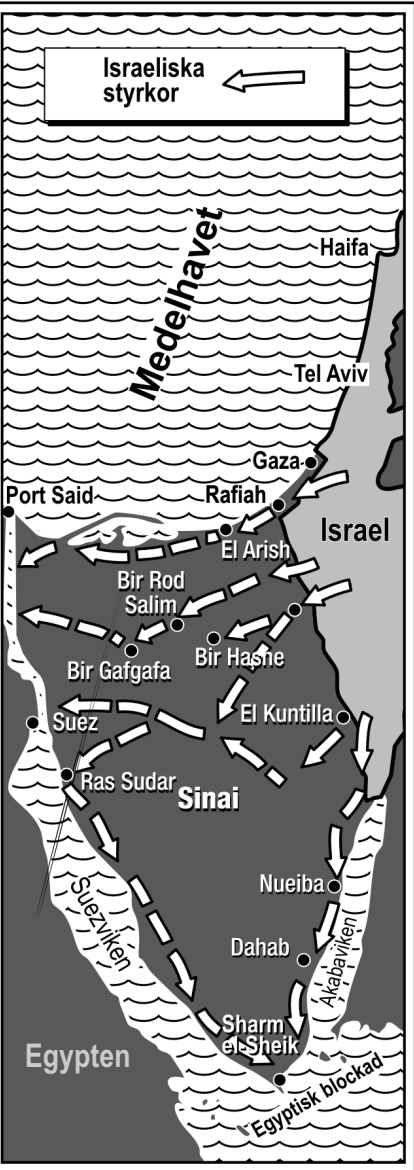 Israeliska
styrkor
Medelhavet
Haifa
Tel Aviv
Gaza
Port Said
Rafiah
El Arish
Israel
Bir Rod
Salim
Bir Gafgafa
Bir Hasne
Suez
El Kuntilla
Ras Sudar
Sinai
Nueiba
Suezviken
Dahab
Akabaviken
Sharm
el-Sheik
Egypten
Egyptisk blockad